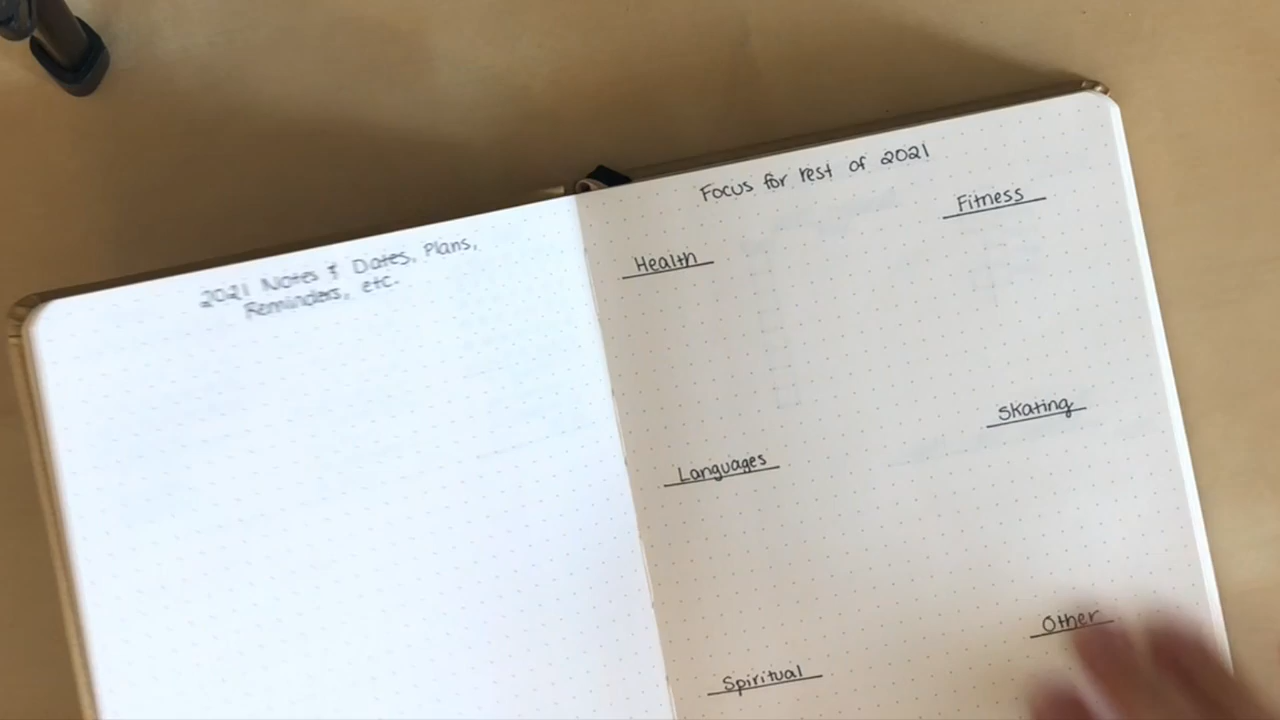 2021 Notes & Dates, Plans,
Reminders, etc.
Focus for rest of 2021
Health
Fitness
Languages
Skating
Spiritual
Other